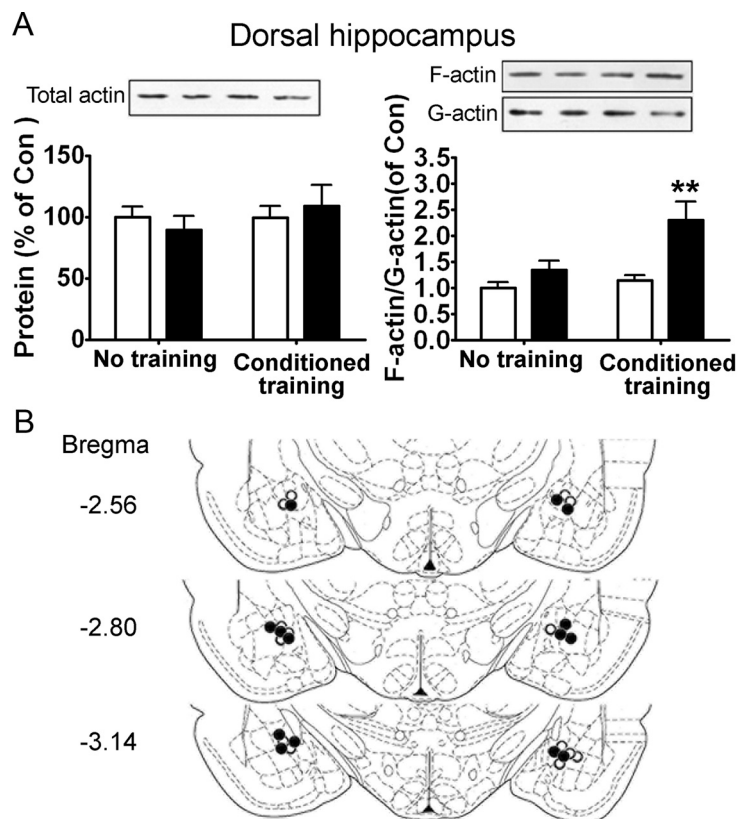 A
Dorsal hippocampus
Total actin
Protein (% of Con )
150
100
50
0
No training
Conditioned
training
F-actin
G-actin
F-actin/G-actin(of Con)
3.5
3.0
2.5
2.0
1.5
1.0
0.5
0.0
**
No training
Conditioned
training
B
Bregma
-2.56
-2.80
-3.14